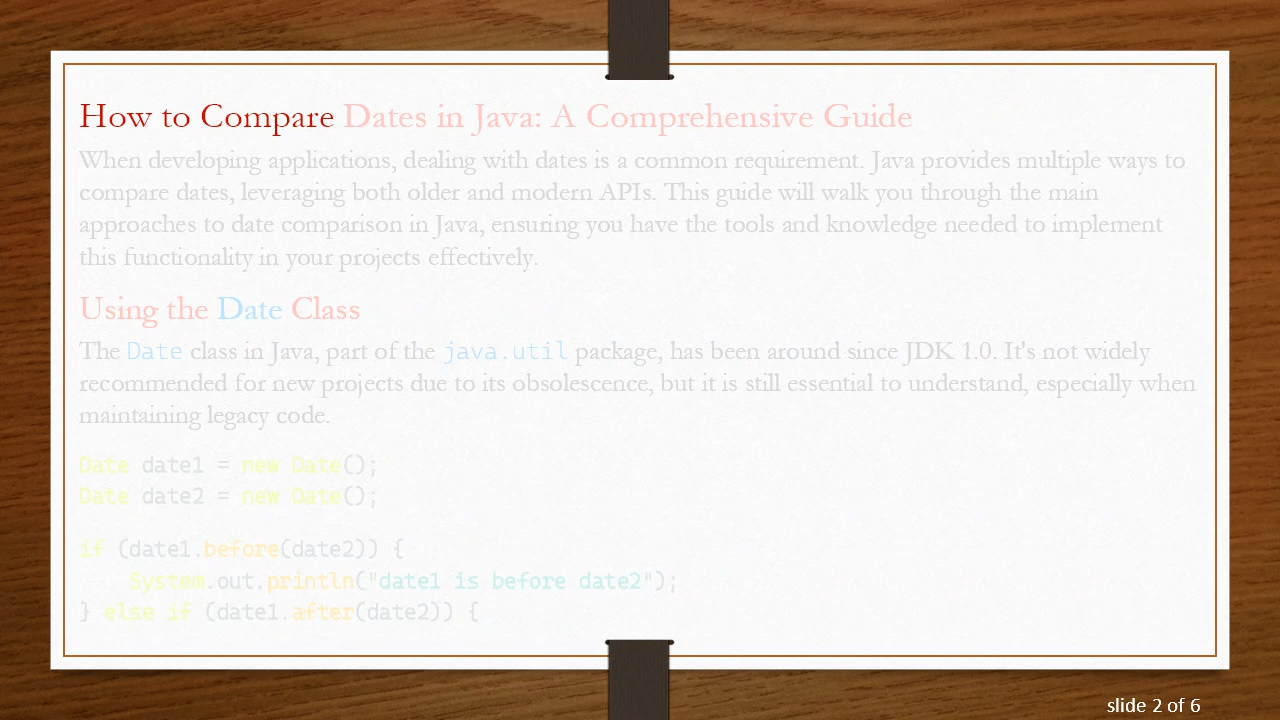 How to Compare Dates in Java: A Comprehensive Guide
When developing applications, dealing with dates is a common requirement. Java provides multiple ways to
compare dates, leveraging both older and modern APIs. This guide will walk you through the main
approaches to date comparison in Java, ensuring you have the tools and knowledge needed to implement
this functionality in your projects effectively.
Using the Date Class
The Date class in Java, part of the java.util package, has been around since JDK 1.0. It's not widely
recommended for new projects due to its obsolescence, but it is still essential to understand, especially when
maintaining legacy code.
Date date1 = new Date();
Date date2 = new Date();
if (date1.before(date2)) {
    System.out.println("date1 is before date2");
} else if (date1.after(date2)) {
slide 2 of 6